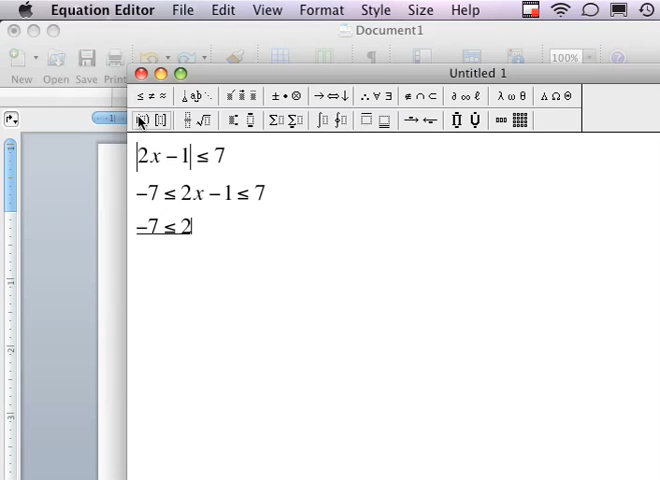 Equation Editor File Edit View Format Style Size Help
Document1
New Open Save Print 100%
Untitled 1
≤ ≠ ≈ ± • ⊗ → ⇔ ↓ ∴ ∀ ∃ ∉ ∩ ⊂ ∂ ∞ ℓ λ ω θ Λ Ω Θ
|2x − 1| ≤ 7
−7 ≤ 2x − 1 ≤ 7
−7 ≤ 2